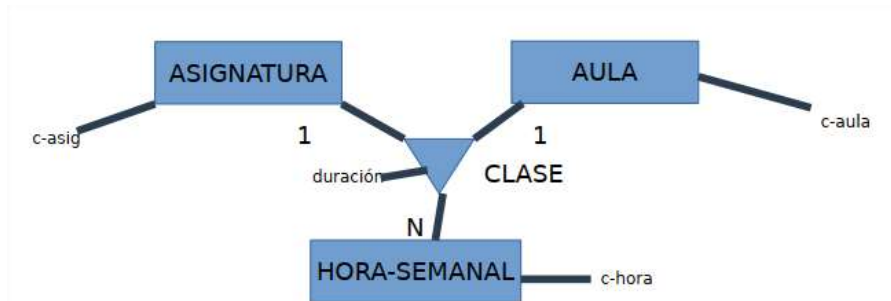 ASIGNATURA
AULA
c-asig
1
1
c-aula
duración
CLASE
N
HORA-SEMANAL
c-hora